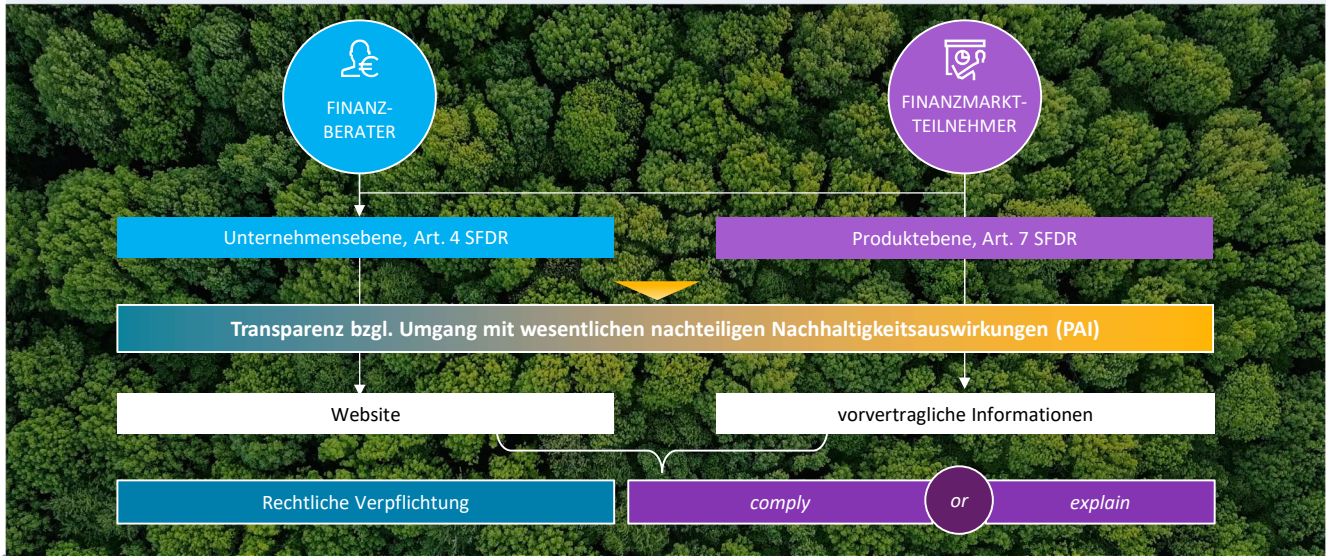 FINANZ-
BERATER
FINANZMARKT-
TEILNEHMER
Unternehmensebene, Art. 4 SFDR
Produktebene, Art. 7 SFDR
Transparenz bzgl. Umgang mit wesentlichen nachteiligen Nachhaltigkeitsauswirkungen (PAI)
Website
vorvertragliche Informationen
Rechtliche Verpflichtung
comply
or
explain